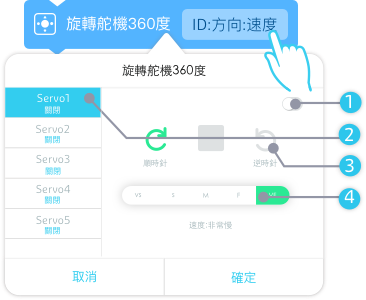 旋轉舵機360度 ID:方向:速度
旋轉舵機360度
Servo1
關閉
1
Servo2
關閉
2
順時針
逆時針
Servo3
關閉
3
VS S M F
Servo4
關閉
4
Servo5
關閉
速度:非常慢
取消 確定